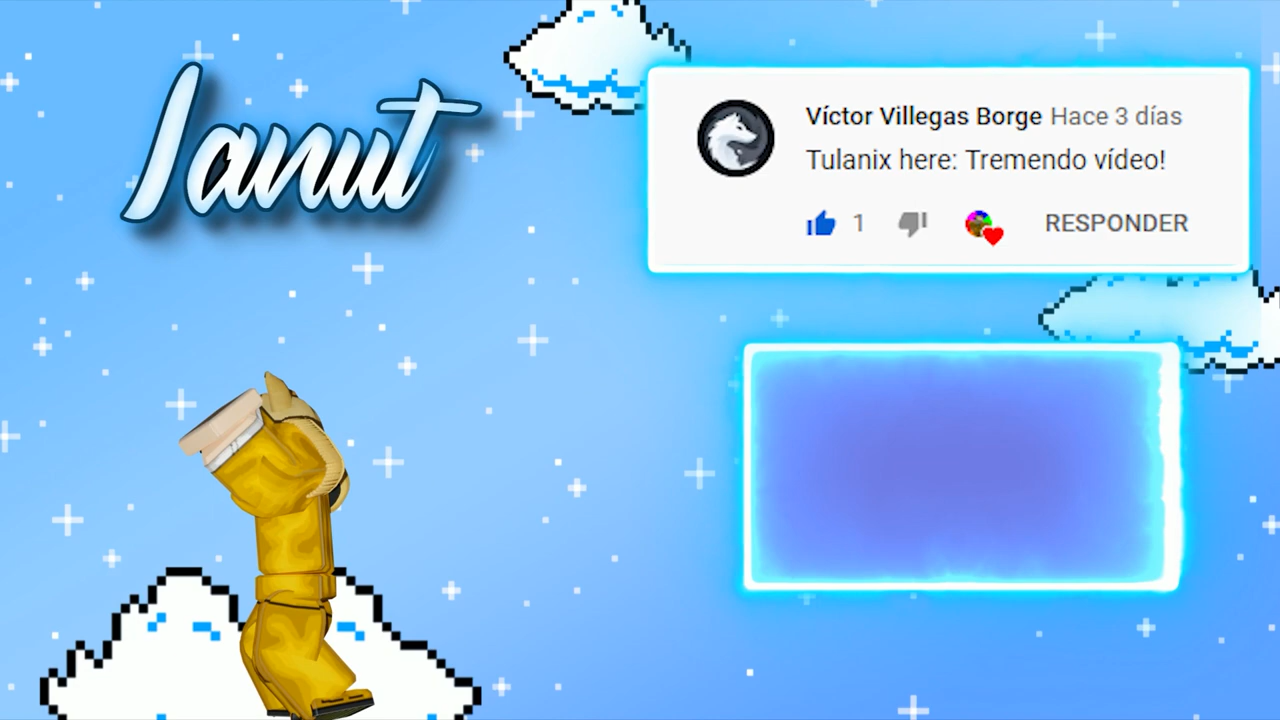 Ianut
Víctor Villegas Borge Hace 3 días
Tulanix here: Tremendo vídeo!
1
RESPONDER